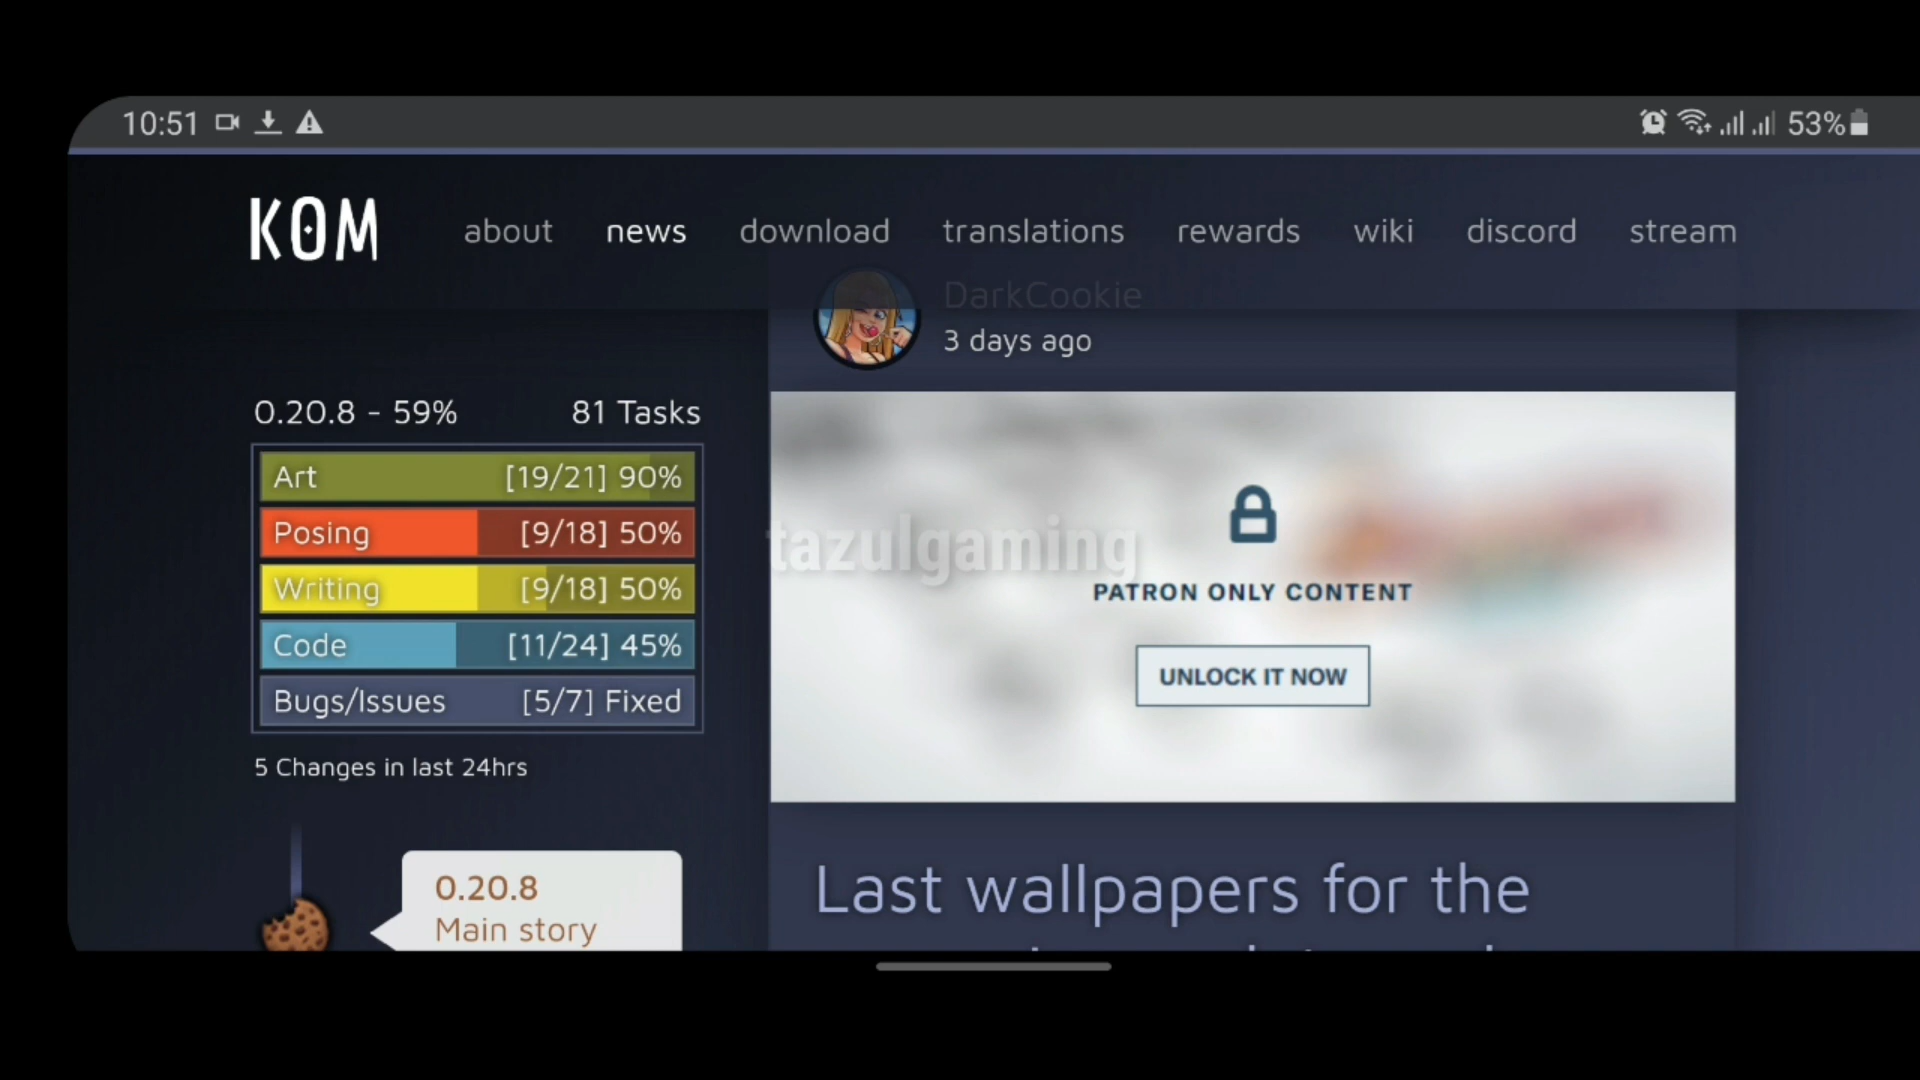 10:51
53%
KOM
about news download translations rewards wiki discord stream
DarkCookie
3 days ago
0.20.8 - 59% 81 Tasks
Art [19/21] 90%
Posing [9/18] 50%
Writing [9/18] 50%
Code [11/24] 45%
Bugs/Issues [5/7] Fixed
5 Changes in last 24hrs
0.20.8
Main story
tazulgaming
PATRON ONLY CONTENT
UNLOCK IT NOW
Last wallpapers for the